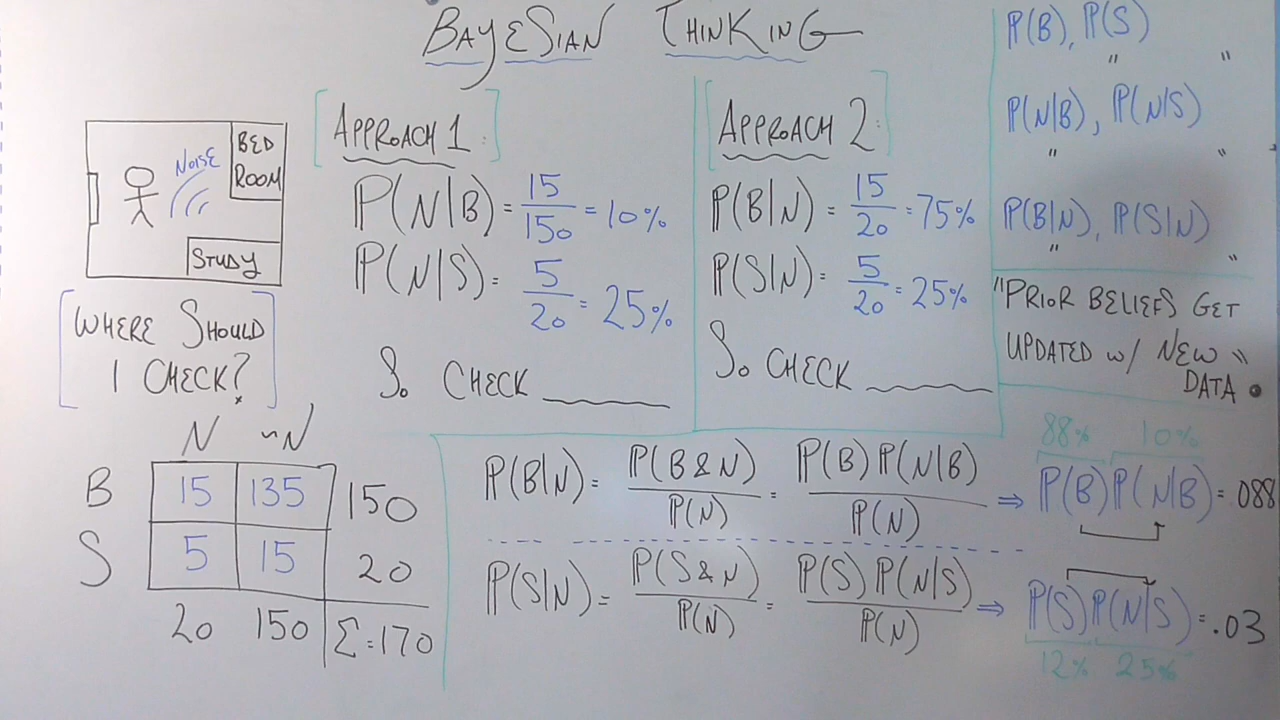 BAYESIAN THINKING
NOISE
BED
ROOM
STUDY
WHERE SHOULD
I CHECK?
APPROACH 1:
P(N|B) = 15/150 = 10%
P(N|S) = 5/20 = 25%
So CHECK ______
APPROACH 2:
P(B|N) = 15/20 = 75%
P(S|N) = 5/20 = 25%
So CHECK ______
P(B), P(S)
" "
P(N|B), P(N|S)
" "
P(B|N), P(S|N)
" "
"PRIOR BELIEFS GET
UPDATED w/ NEW
DATA."
N ~N
B 15 135 150
S 5 15 20
20 150 Σ=170
88% 10%
P(B|N) = P(B&N)/P(N) = P(B)P(N|B)/P(N) ⇒ P(B)P(N|B) = .088
P(S|N) = P(S&N)/P(N) = P(S)P(N|S)/P(N) ⇒ P(S)P(N|S) = .03
12% 25%